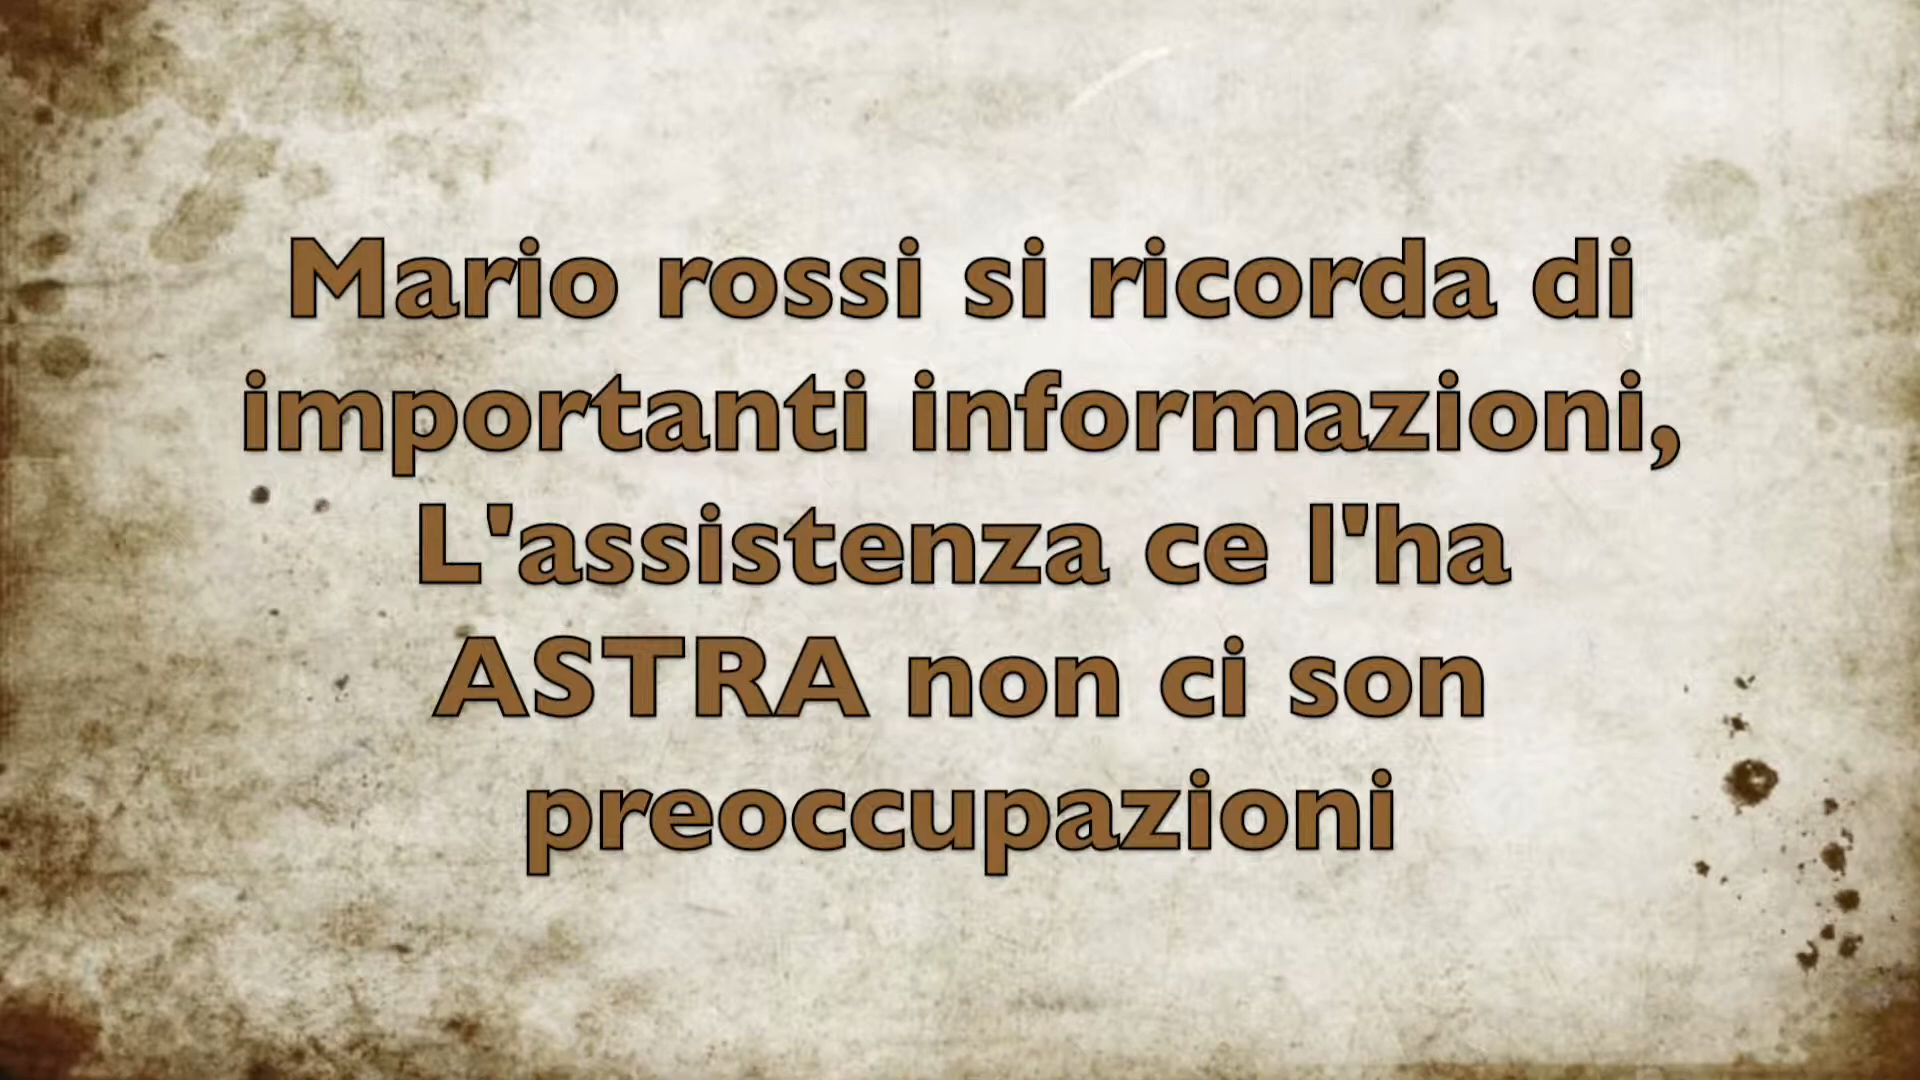 Mario rossi si ricorda di
importanti informazioni,
L'assistenza ce l'ha
ASTRA non ci son
preoccupazioni